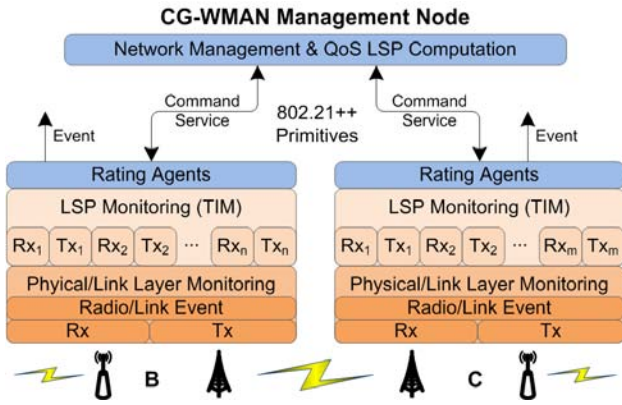 CG-WMAN Management Node
Network Management & QoS LSP Computation
Command
Service
Command
Service
802.21++
Primitives
Event
Event
Rating Agents
LSP Monitoring (TIM)
Rx1 Tx1 Rx2 Tx2 ... Rxn Txn
Phyical/Link Layer Monitoring
Radio/Link Event
Rx Tx
Rating Agents
LSP Monitoring (TIM)
Rx1 Tx1 Rx2 Tx2 ... Rxm Txm
Physical/Link Layer Monitoring
Radio/Link Event
Rx Tx
B
C